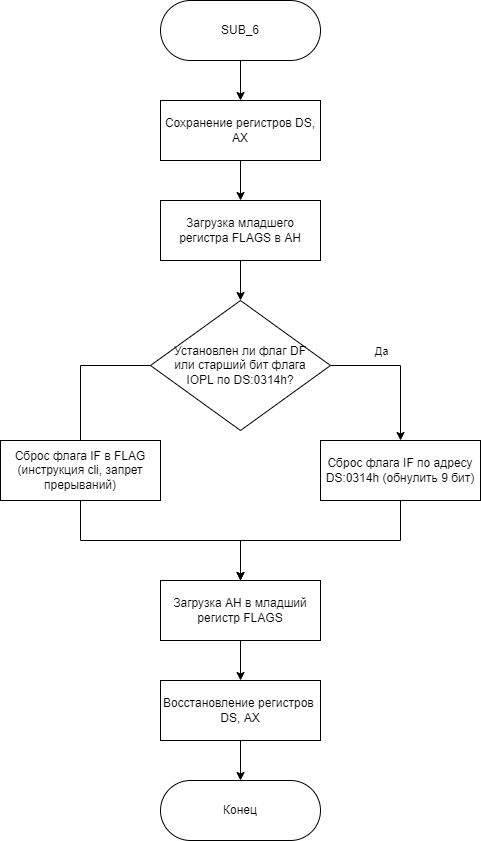 SUB_6
Сохранение регистров DS,
AX
Загрузка младшего
регистра FLAGS в AH
Установлен ли флаг DF
или старший бит флага
IOPL по DS:0314h?
Да
Сброс флага IF в FLAG
(инструкция cli, запрет
прерываний)
Сброс флага IF по адресу
DS:0314h (обнулить 9 бит)
Загрузка AH в младший
регистр FLAGS
Восстановление регистров
DS, AX
Конец